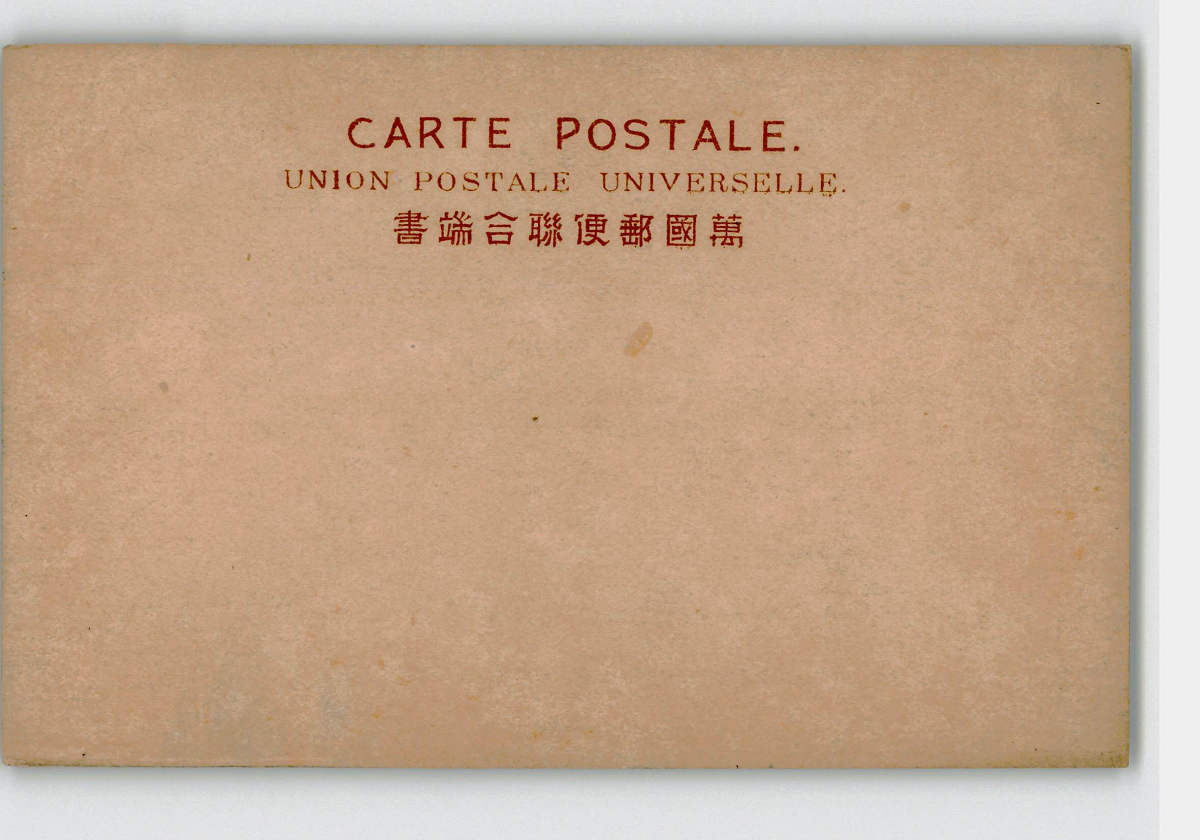 CARTE POSTALE.
UNION POSTALE UNIVERSELLE.
萬國郵便聯合端書